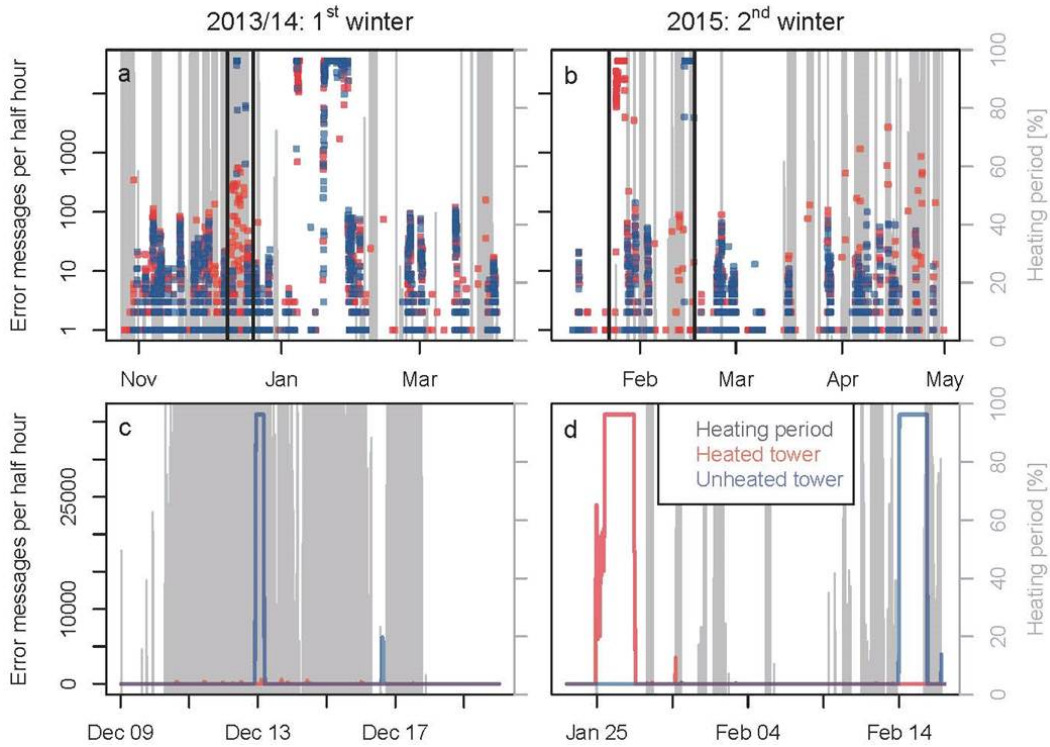 2013/14: 1st winter
2015: 2nd winter
Error messages per half hour
1000
100
10
1
a
Nov
Jan
Mar
b
Feb
Mar
Apr
May
100
80
60
40
20
0
Heating period [%]
Error messages per half hour
25000
10000
0
c
Dec 09
Dec 13
Dec 17
d
Heating period
Heated tower
Unheated tower
Jan 25
Feb 04
Feb 14
100
80
60
40
20
0
Heating period [%]